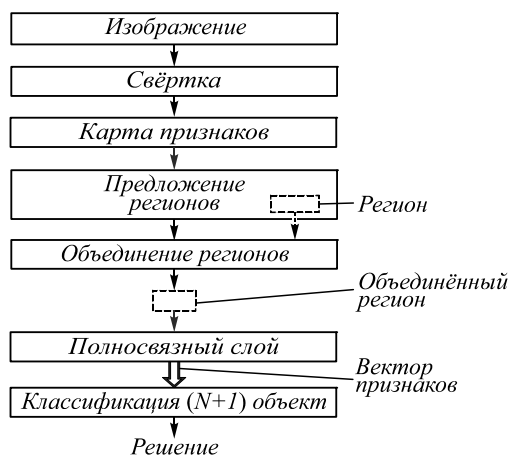 Изображение
Свёртка
Карта признаков
Предложение
регионов
Регион
Объединение регионов
Объединённый
регион
Полносвязный слой
Вектор
признаков
Классификация (N+1) объект
Решение